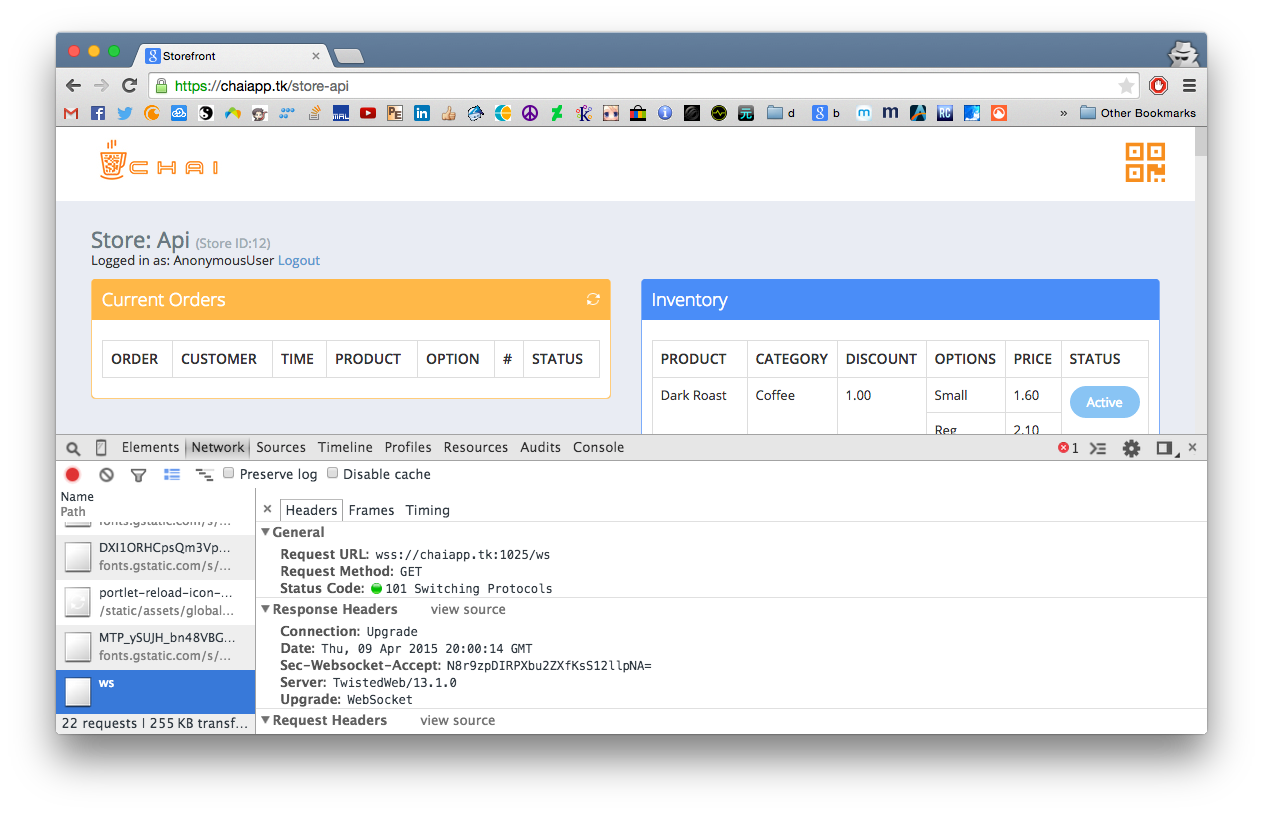 Storefront
https://chaiapp.tk/store-api
d
b
Other Bookmarks
CHAI
Store: Api (Store ID:12)
Logged in as: AnonymousUser Logout
Current Orders
ORDER CUSTOMER TIME PRODUCT OPTION # STATUS
Inventory
PRODUCT CATEGORY DISCOUNT OPTIONS PRICE STATUS
Dark Roast Coffee 1.00 Small 1.60 Active
Reg 2.10
Elements Network Sources Timeline Profiles Resources Audits Console 1
Preserve log Disable cache
Name
Path
fonts.gstatic.com/s/...
DXI1ORHCpsQm3Vp...
fonts.gstatic.com/s/...
portlet-reload-icon-...
/static/assets/global...
MTP_ySUJH_bn48VBG...
fonts.gstatic.com/s/...
ws
22 requests | 255 KB transf...
× Headers Frames Timing
General
Request URL: wss://chaiapp.tk:1025/ws
Request Method: GET
Status Code: 101 Switching Protocols
Response Headers view source
Connection: Upgrade
Date: Thu, 09 Apr 2015 20:00:14 GMT
Sec-Websocket-Accept: N8r9zpDIRPXbu2ZXfKsS12llpNA=
Server: TwistedWeb/13.1.0
Upgrade: WebSocket
Request Headers view source